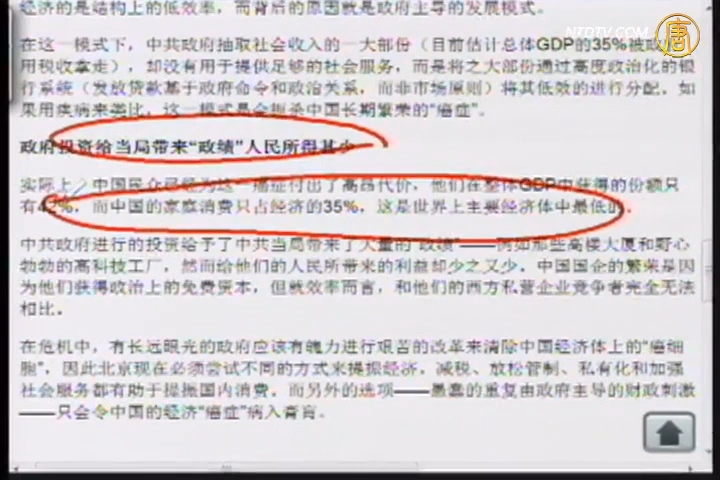 经济的是结构上的低效率，而背后的原因就是政府主导的发展模式。
NTDTV.COM
唐
在这一模式下，中共政府抽取社会收入的一大部份（目前估计总体GDP的35%被政府
用税收拿走），却没有用于提供足够的社会服务，而是将之大部份通过高度政治化的银
行系统（发放贷款基于政府命令和政治关系，而非市场原则）将其低效的进行分配。如
果用疾病来类比，这一模式是会扼杀中国长期繁荣的“癌症”。
政府投资给当局带来“政绩”人民所得甚少
实际上，中国民众已经为这一癌症付出了高昂代价，他们在整体GDP中获得的份额只
有42%，而中国的家庭消费只占经济的35%，这是世界上主要经济体中最低的。
中共政府进行的投资给予了中共当局带来了大量的“政绩”——例如那些高楼大厦和野心
勃勃的高科技工厂，然而给他们的人民所带来的利益却少之又少。中国国企的繁荣是因
为他们获得政治上的免费资本，但就效率而言，和他们的西方私营企业竞争者完全无法
相比。
在危机中，有长远眼光的政府应该有魄力进行艰苦的改革来清除中国经济体上的“癌细
胞”，因此北京现在必须尝试不同的方式来提振经济，减税、放松管制、私有化和加强
社会服务都有助于提振国内消费，而另外的选项——愚蠢的重复由政府主导的财政刺激
——只会令中国的经济“癌症”病入膏肓。